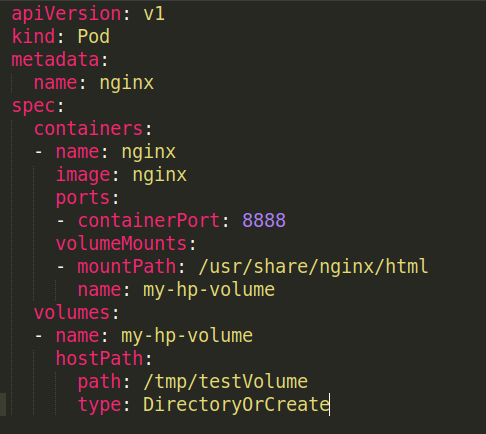 apiVersion: v1
kind: Pod
metadata:
  name: nginx
spec:
  containers:
  - name: nginx
    image: nginx
    ports:
    - containerPort: 8888
    volumeMounts:
    - mountPath: /usr/share/nginx/html
      name: my-hp-volume
  volumes:
  - name: my-hp-volume
    hostPath:
      path: /tmp/testVolume
      type: DirectoryOrCreate